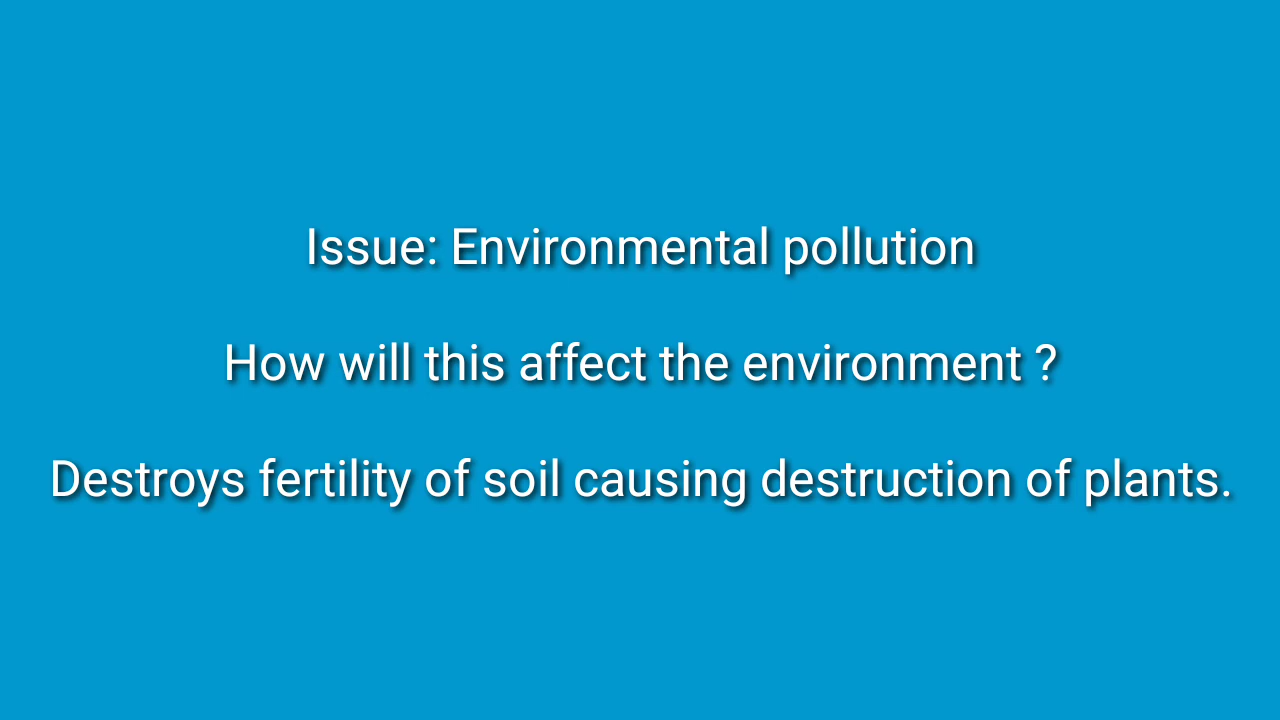 Issue: Environmental pollution
How will this affect the environment ?
Destroys fertility of soil causing destruction of plants.